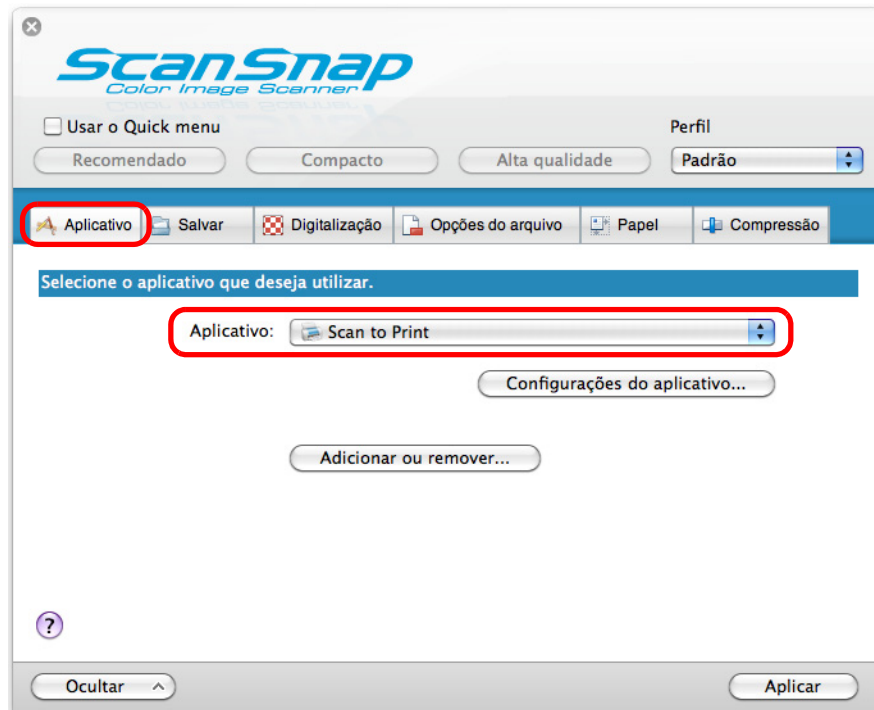 ScanSnap
Color Image Scanner
Usar o Quick menu
Perfil
Recomendado
Compacto
Alta qualidade
Padrão
Aplicativo
Salvar
Digitalização
Opções do arquivo
Papel
Compressão
Selecione o aplicativo que deseja utilizar.
Aplicativo:
Scan to Print
Configurações do aplicativo...
Adicionar ou remover...
?
Ocultar
Aplicar